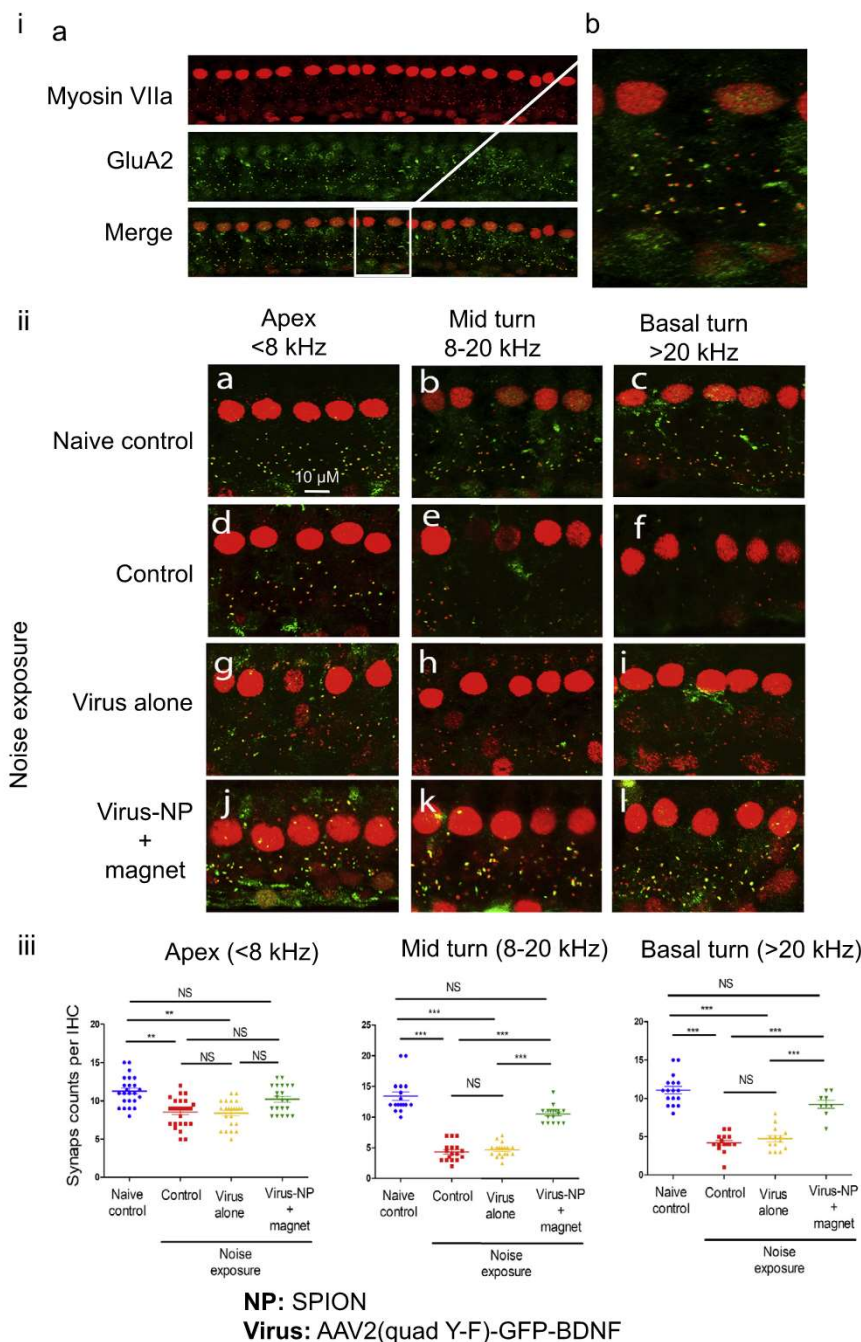 i
a
b
Myosin VIIa
GluA2
Merge
ii
Apex
<8 kHz
Mid turn
8-20 kHz
Basal turn
>20 kHz
Naive control
a
b
c
10 µM
Noise exposure
Control
d
e
f
Virus alone
g
h
i
Virus-NP
+
magnet
j
k
l
iii
Apex (<8 kHz)
Synaps counts per IHC
20
15
10
5
0
NS
**
**
NS
NS
NS
Naive
control
Control
Virus
alone
Virus-NP
+
magnet
Noise
exposure
Mid turn (8-20 kHz)
25
20
15
10
5
0
NS
***
***
***
***
NS
Naive
control
Control
Virus
alone
Virus-NP
+
magnet
Noise
exposure
Basal turn (>20 kHz)
20
15
10
5
0
NS
***
***
***
***
NS
Naive
control
Control
Virus
alone
Virus-NP
+
magnet
Noise
exposure
NP: SPION
Virus: AAV2(quad Y-F)-GFP-BDNF